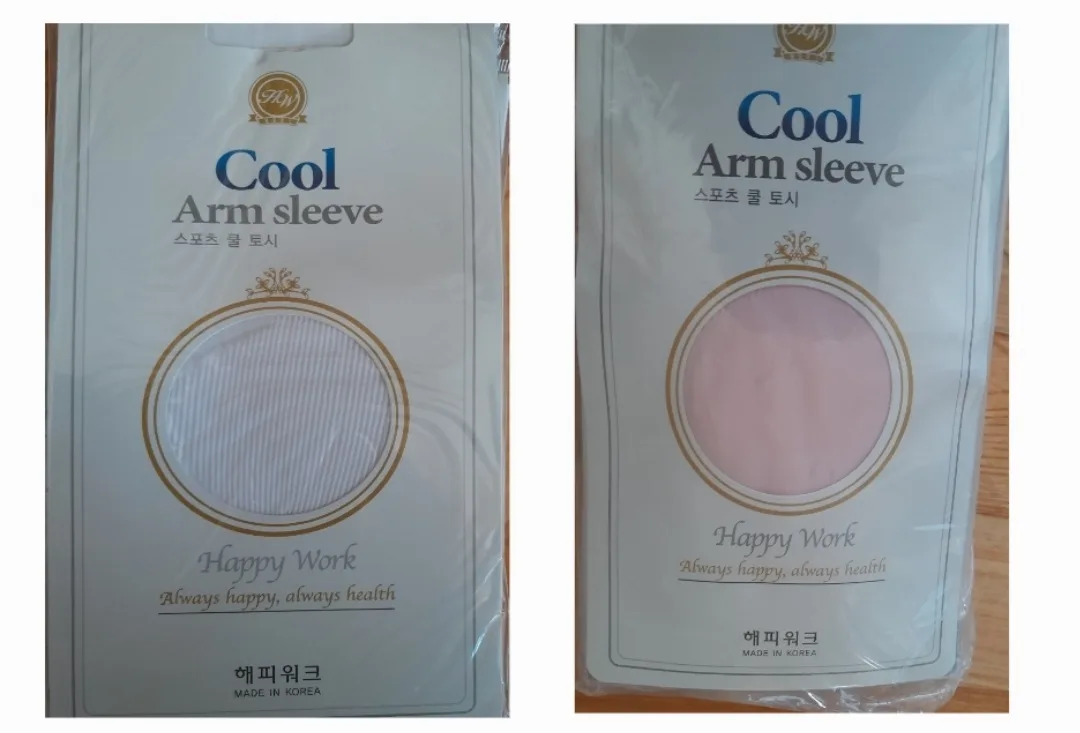 HW
Cool
Arm sleeve
스포츠 쿨 토시
Happy Work
Always happy, always health
해피워크
MADE IN KOREA
HW
Cool
Arm sleeve
스포츠 쿨 토시
Happy Work
Always happy, always health
해피워크
MADE IN KOREA